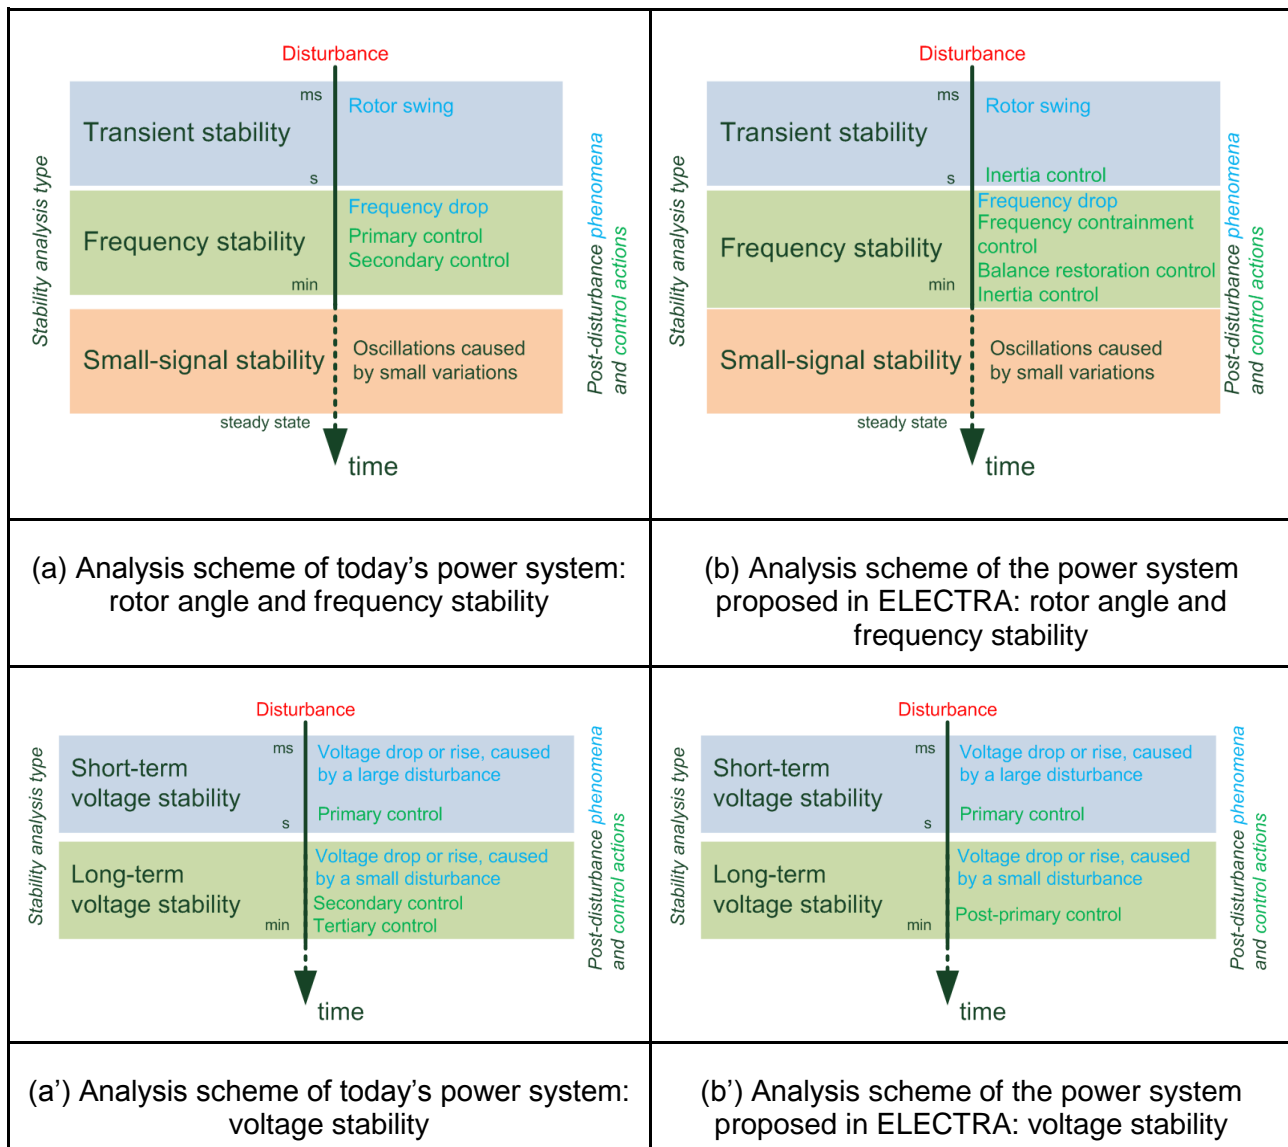 Disturbance
Stability analysis type
ms
Transient stability
Rotor swing
s
Frequency stability
Frequency drop
Primary control
Secondary control
min
Small-signal stability
Oscillations caused
by small variations
steady state
time
Post-disturbance phenomena
and control actions
(a) Analysis scheme of today’s power system:
rotor angle and frequency stability
Disturbance
Stability analysis type
ms
Transient stability
Rotor swing
s
Inertia control
Frequency stability
Frequency drop
Frequency contrainment
control
Balance restoration control
min
Inertia control
Small-signal stability
Oscillations caused
by small variations
steady state
time
Post-disturbance phenomena
and control actions
(b) Analysis scheme of the power system
proposed in ELECTRA: rotor angle and
frequency stability
Disturbance
Stability analysis type
ms
Short-term
voltage stability
Voltage drop or rise, caused
by a large disturbance
s
Primary control
Long-term
voltage stability
Voltage drop or rise, caused
by a small disturbance
Secondary control
min
Tertiary control
time
Post-disturbance phenomena
and control actions
(a’) Analysis scheme of today’s power system:
voltage stability
Disturbance
Stability analysis type
ms
Short-term
voltage stability
Voltage drop or rise, caused
by a large disturbance
s
Primary control
Long-term
voltage stability
Voltage drop or rise, caused
by a small disturbance
Post-primary control
min
time
Post-disturbance phenomena
and control actions
(b’) Analysis scheme of the power system
proposed in ELECTRA: voltage stability